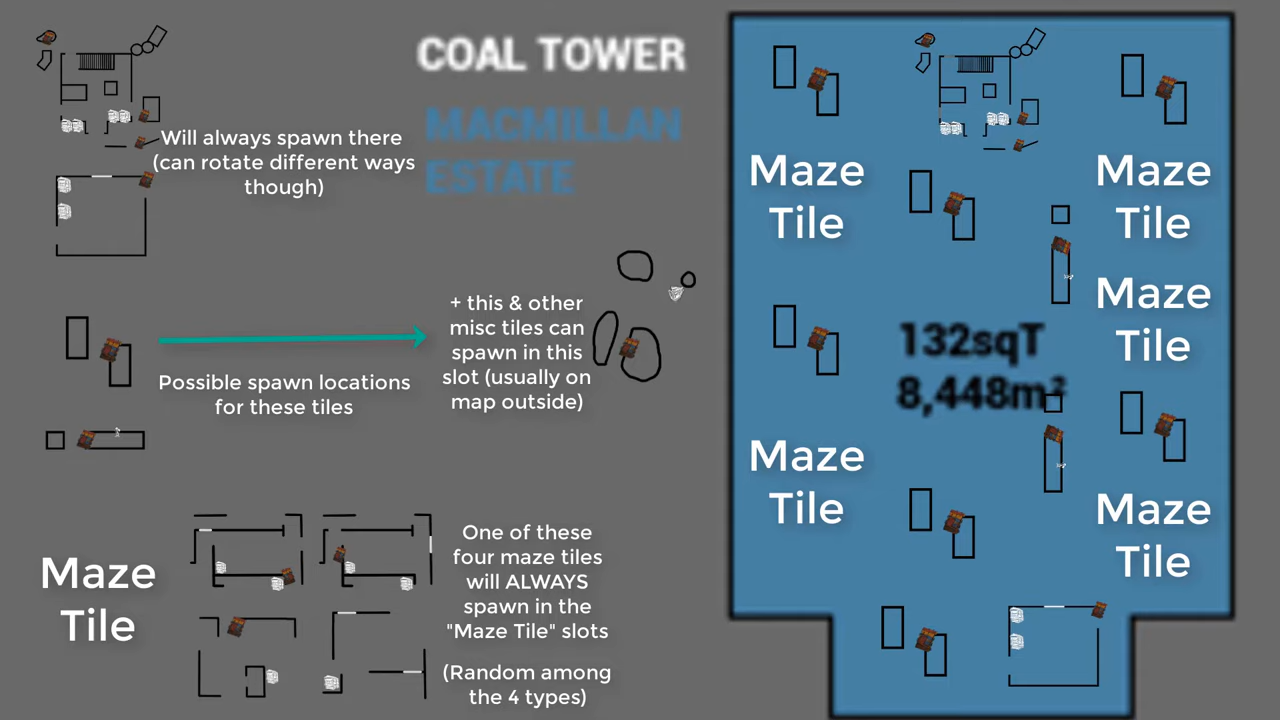 COAL TOWER
MACMILLAN
ESTATE
Will always spawn there
(can rotate different ways
though)
+ this & other
misc tiles can
spawn in this
slot (usually on
map outside)
Possible spawn locations
for these tiles
Maze
Tile
One of these
four maze tiles
will ALWAYS
spawn in the
"Maze Tile" slots
(Random among
the 4 types)
Maze
Tile
Maze
Tile
Maze
Tile
132sqT
8,448m²
Maze
Tile
Maze
Tile